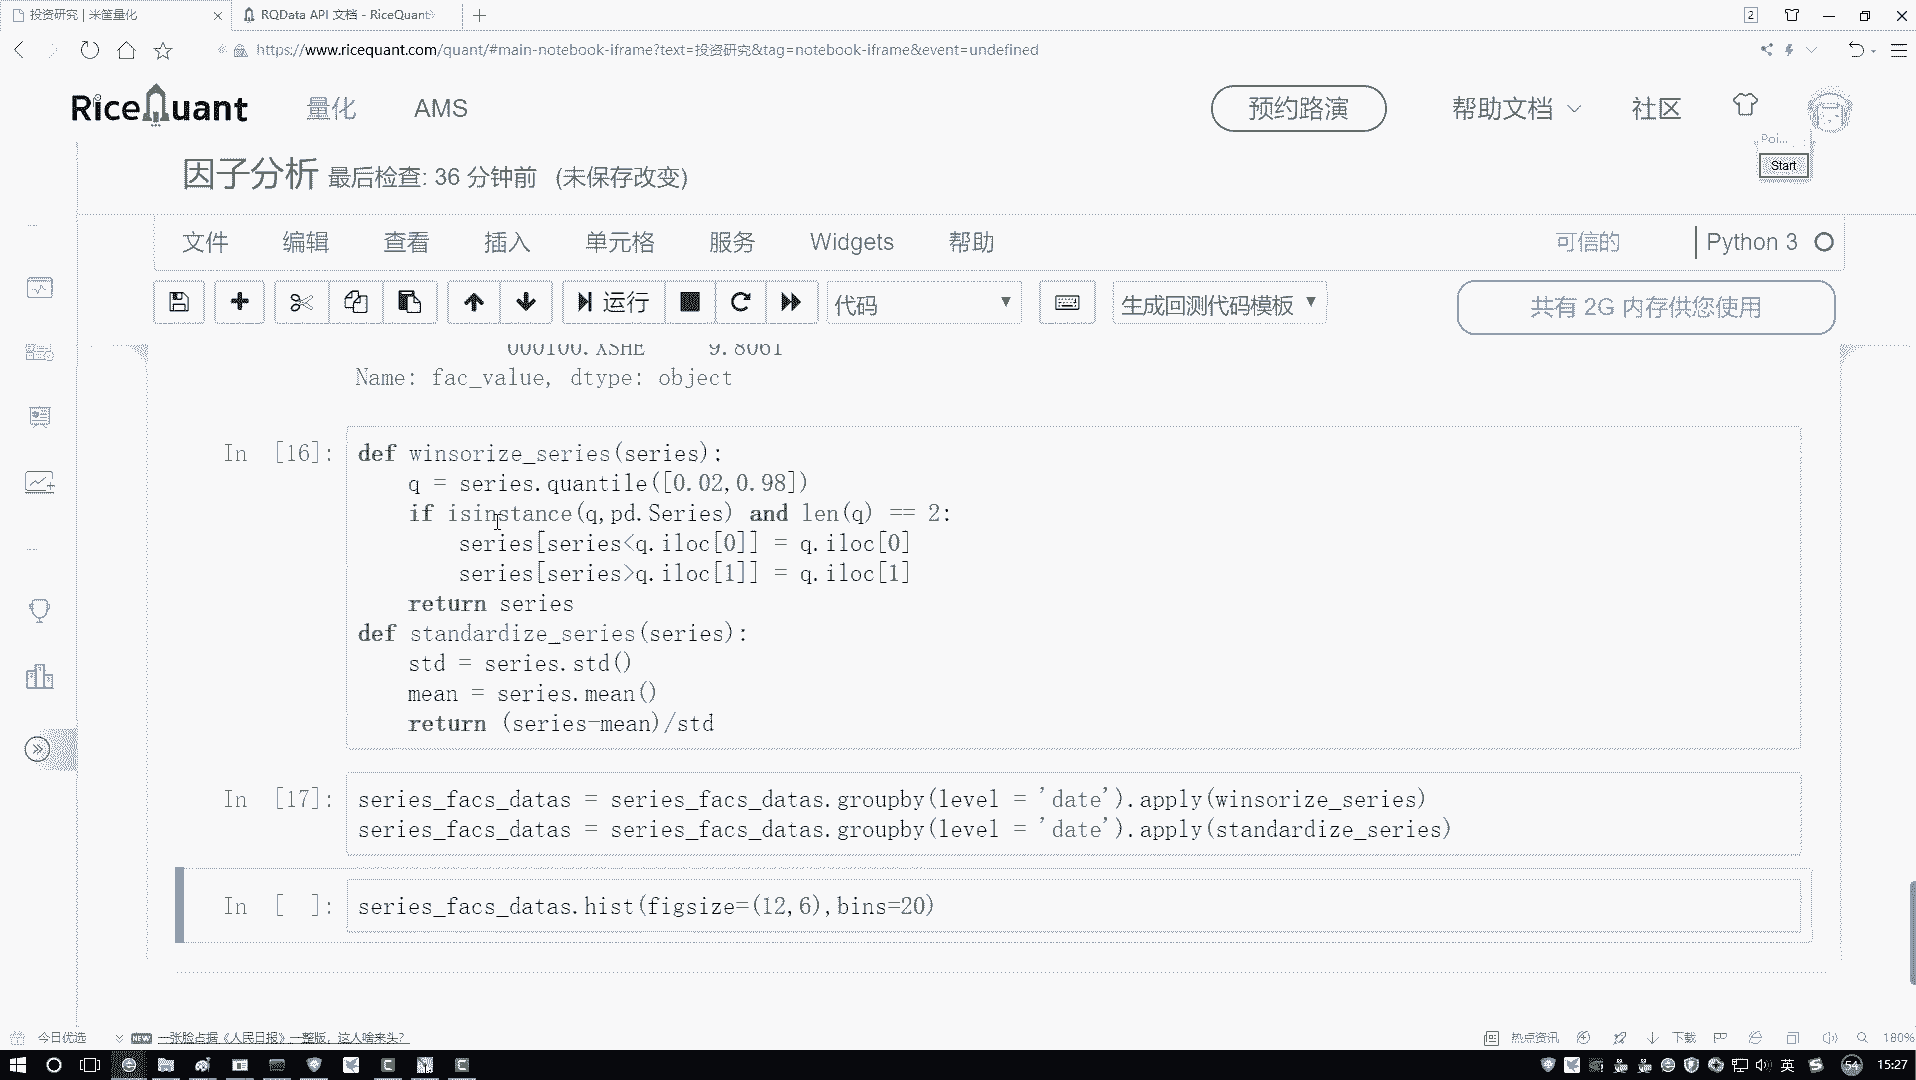 投资研究 | 米筐量化
RQData API 文档 - RiceQuant
2
https://www.ricequant.com/quant/#main-notebook-iframe?text=投资研究&tag=notebook-iframe&event=undefined
RiceQuant 量化 AMS 预约路演 帮助文档 社区
Poi...
Start
因子分析 最后检查: 36 分钟前 (未保存改变)
文件 编辑 查看 插入 单元格 服务 Widgets 帮助 可信的 Python 3
运行 代码 生成回测代码模板 共有 2G 内存供您使用
000100.XSHE 9.8061
Name: fac_value, dtype: object
In [16]: def winsorize_series(series):
q = series.quantile([0.02,0.98])
if isinstance(q,pd.Series) and len(q) == 2:
series[series<q.iloc[0]] = q.iloc[0]
series[series>q.iloc[1]] = q.iloc[1]
return series
def standardize_series(series):
std = series.std()
mean = series.mean()
return (series-mean)/std
In [17]: series_facs_datas = series_facs_datas.groupby(level = 'date').apply(winsorize_series)
series_facs_datas = series_facs_datas.groupby(level = 'date').apply(standardize_series)
In [ ]: series_facs_datas.hist(figsize=(12,6),bins=20)
今日优选 NEW 一张脸占据《人民日报》一整版，这人啥来头？ 热点资讯 下载 180%
英 54 15:27